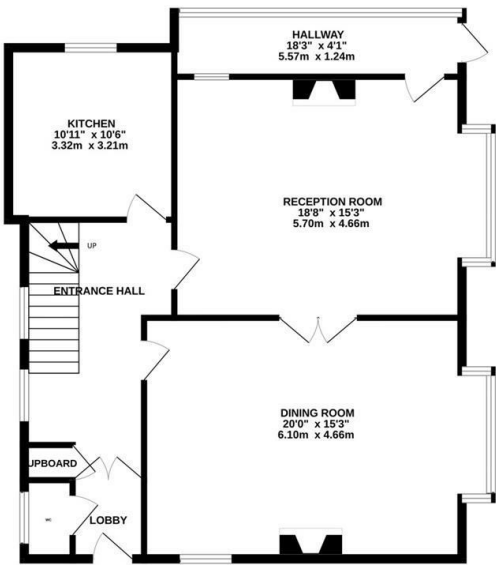 HALLWAY
18'3" x 4'1"
5.57m x 1.24m
KITCHEN
10'11" x 10'6"
3.32m x 3.21m
RECEPTION ROOM
18'8" x 15'3"
5.70m x 4.66m
UP
ENTRANCE HALL
DINING ROOM
20'0" x 15'3"
6.10m x 4.66m
UPBOARD
WC
LOBBY